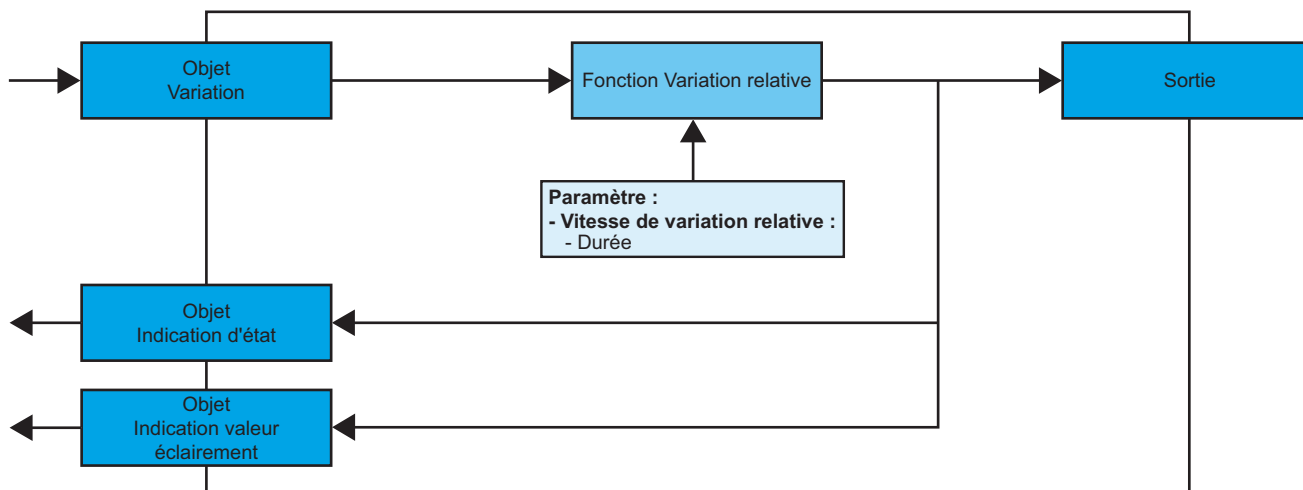 Objet
Variation
Fonction Variation relative
Sortie
Paramètre :
- Vitesse de variation relative :
- Durée
Objet
Indication d'état
Objet
Indication valeur
éclairement